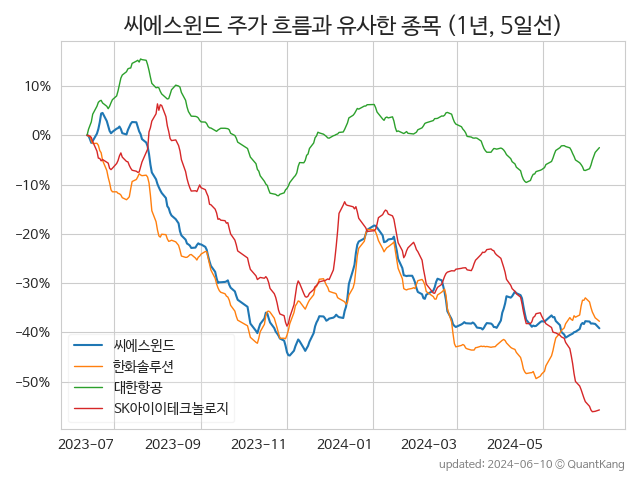 씨에스윈드 주가 흐름과 유사한 종목 (1년, 5일선)
10%
0%
−10%
−20%
−30%
−40%
−50%
씨에스윈드
한화솔루션
대한항공
SK아이이테크놀로지
2023-07 2023-09 2023-11 2024-01 2024-03 2024-05
updated: 2024-06-10 © QuantKang